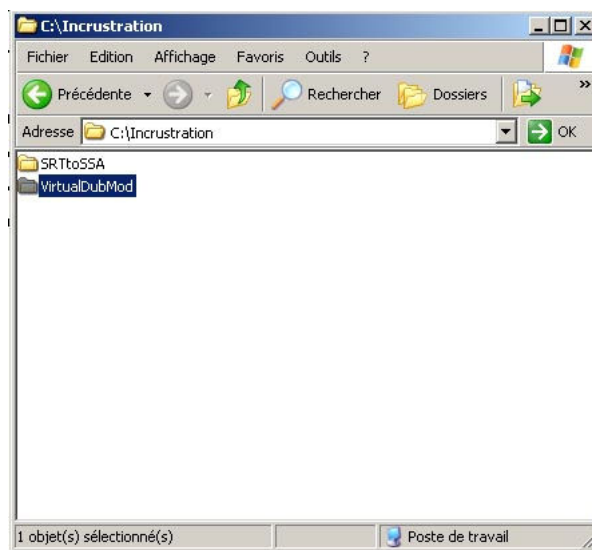 C:\Incrustration
Fichier Edition Affichage Favoris Outils ?
Précédente Rechercher Dossiers »
Adresse C:\Incrustration OK
SRTtoSSA
VirtualDubMod
1 objet(s) sélectionné(s) Poste de travail